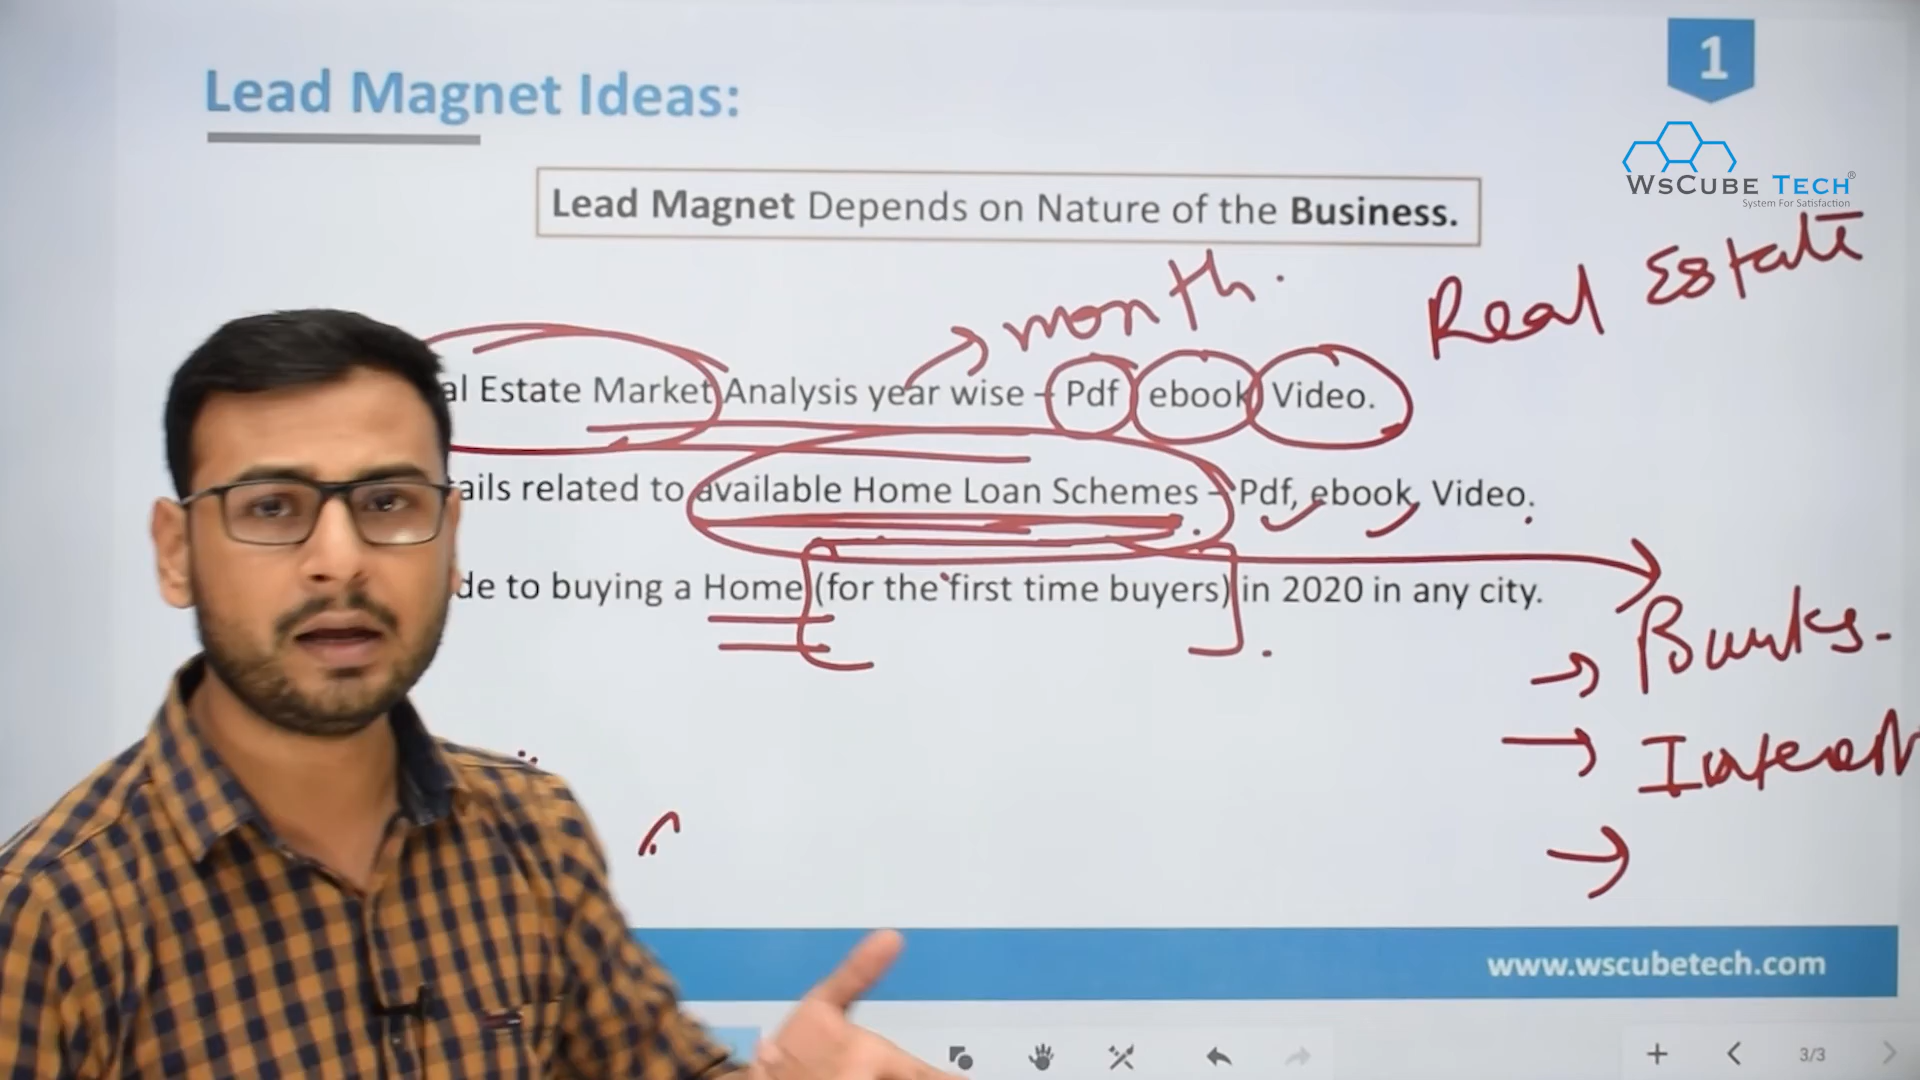 1
Lead Magnet Ideas:
WsCube Tech®
System For Satisfaction
Lead Magnet Depends on Nature of the Business.
Real Estate
month.
al Estate Market Analysis year wise – Pdf ebook Video.
ails related to available Home Loan Schemes – Pdf, ebook, Video.
de to buying a Home (for the first time buyers) in 2020 in any city.
→ Banks.
→ Interest
→
www.wscubetech.com
3/3